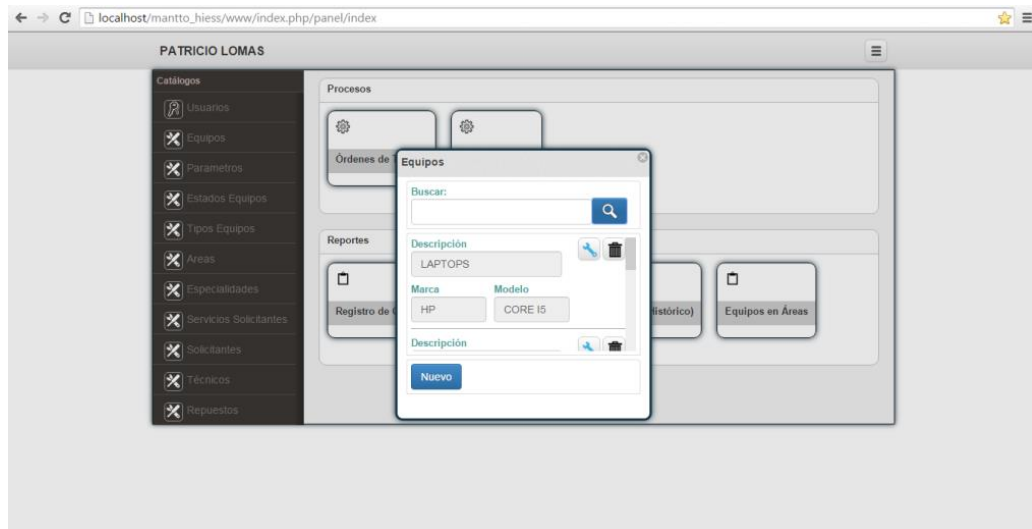 localhost/mantto_hiess/www/index.php/panel/index
PATRICIO LOMAS
Catálogos
Usuarios
Equipos
Parametros
Estados Equipos
Tipos Equipos
Areas
Especialidades
Servicios Solicitantes
Solicitantes
Técnicos
Repuestos
Procesos
Órdenes de
Reportes
Registro de
Histórico)
Equipos en Áreas
Equipos
Buscar:
Descripción
LAPTOPS
Marca
Modelo
HP
CORE I5
Descripción
Nuevo